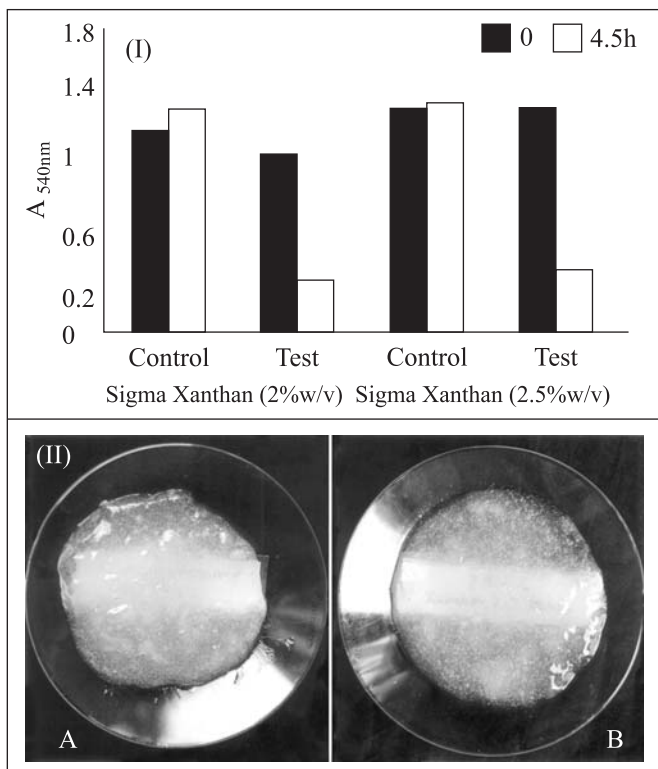 1.8
(I)
0
4.5h
1.4
1
0.6
0.2
0
A 540nm
Control
Test
Control
Test
Sigma Xanthan (2%w/v)
Sigma Xanthan (2.5%w/v)
(II)
A
B